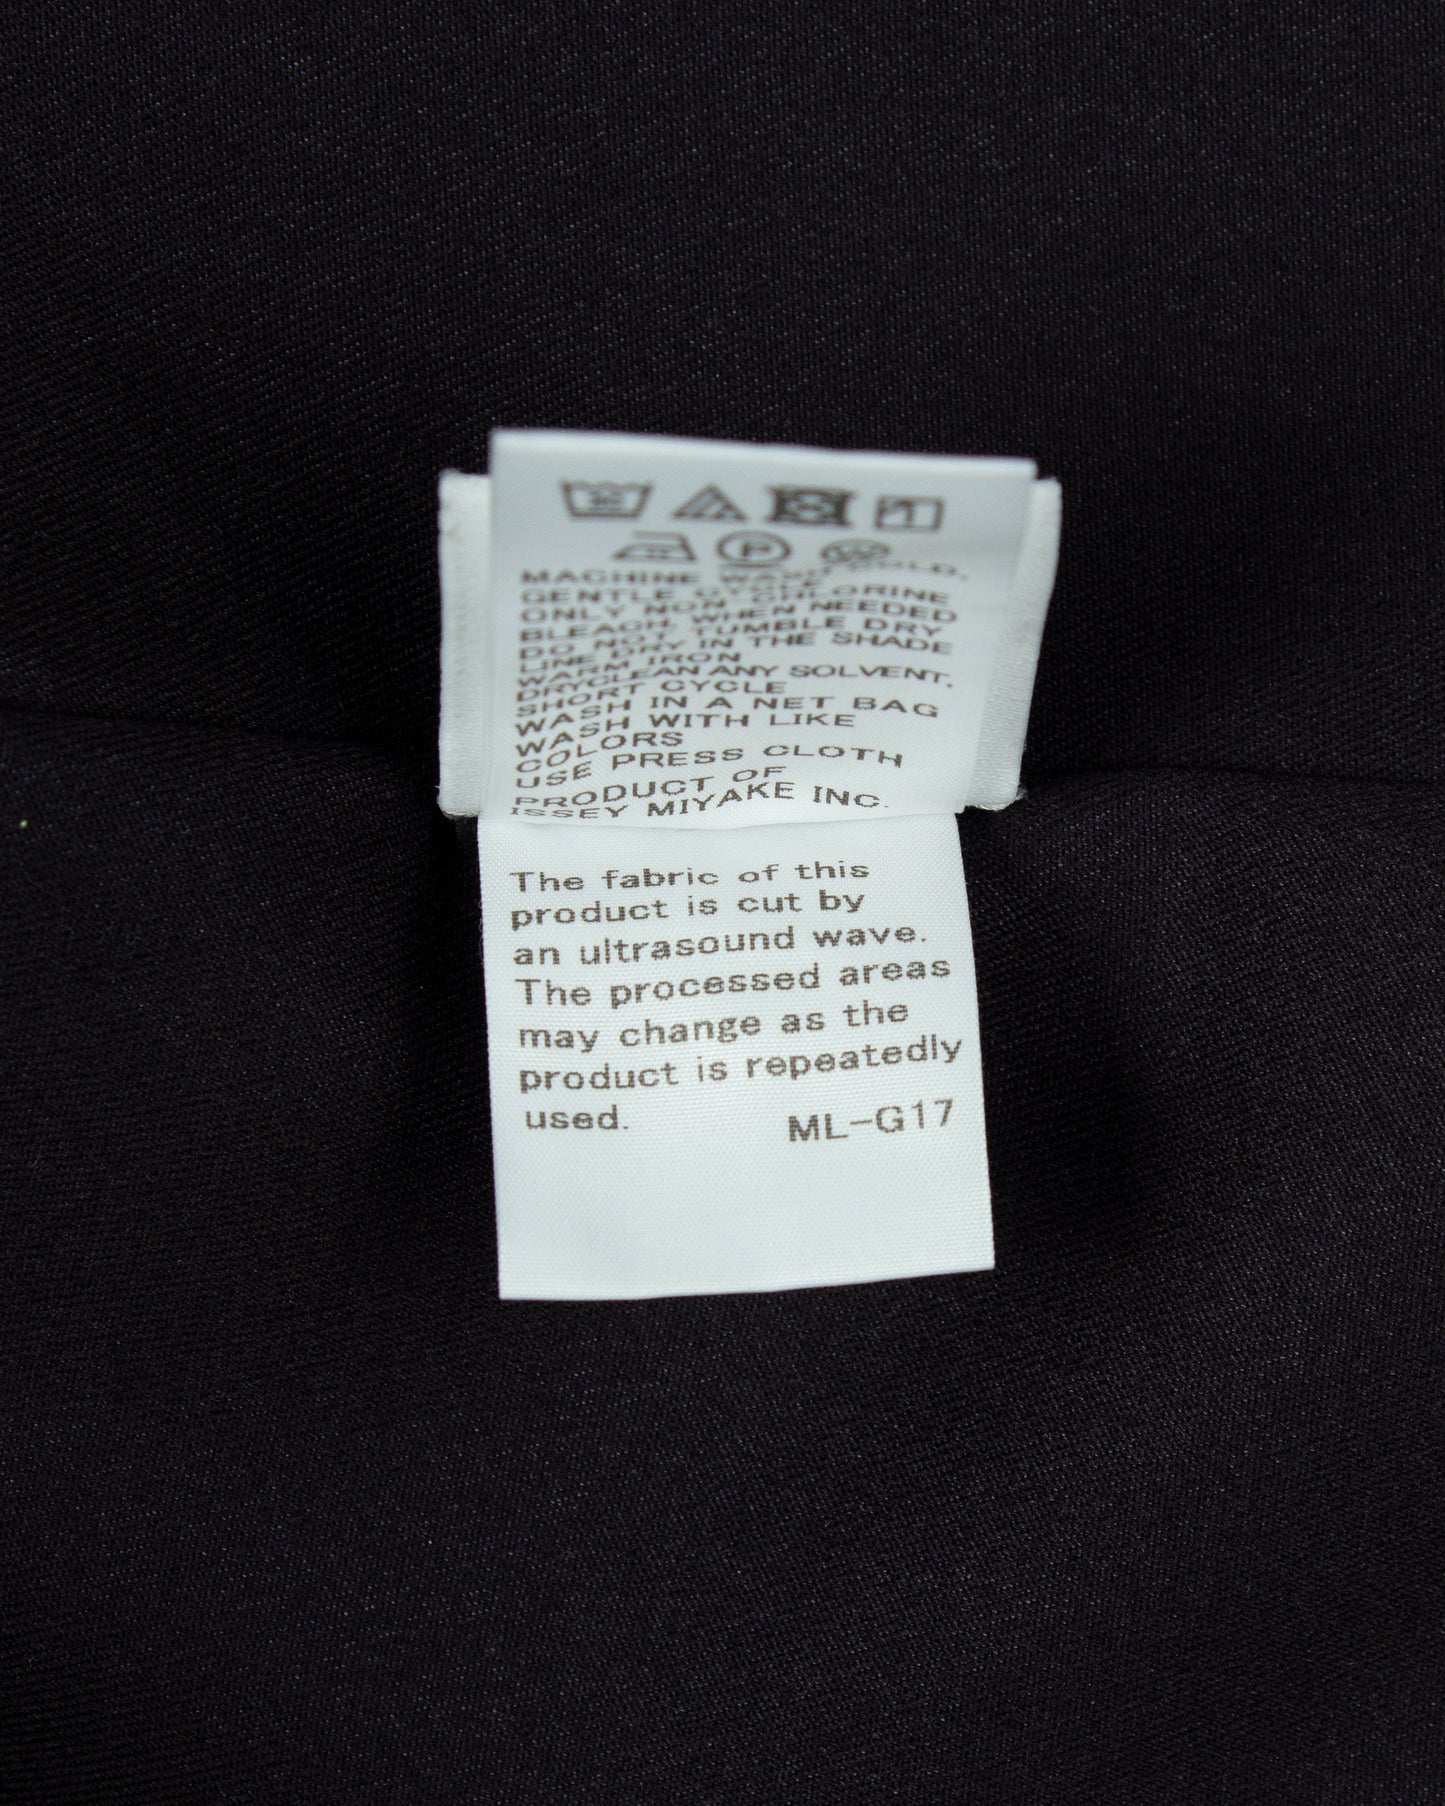 P
MACHINE WASH COLD,
GENTLE CYCLE
ONLY NON CHLORINE
BLEACH, WHEN NEEDED
DO NOT TUMBLE DRY
LINE DRY IN THE SHADE
WARM IRON
DRYCLEAN ANY SOLVENT,
SHORT CYCLE
WASH IN A NET BAG
WASH WITH LIKE
COLORS
USE PRESS CLOTH
PRODUCT OF
ISSEY MIYAKE INC.
The fabric of this
product is cut by
an ultrasound wave.
The processed areas
may change as the
product is repeatedly
used. ML-G17